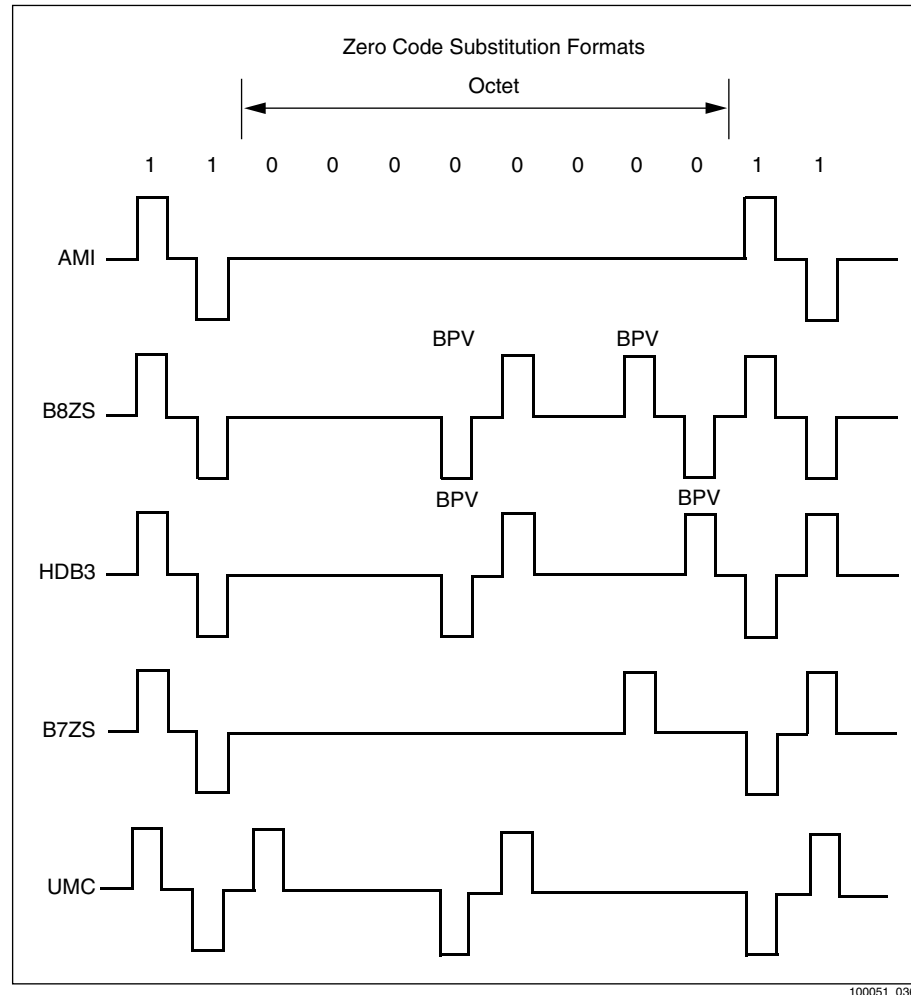 Zero Code Substitution Formats
Octet
1 1 0 0 0 0 0 0 0 0 1 1
AMI
BPV BPV
B8ZS
BPV BPV
HDB3
B7ZS
UMC